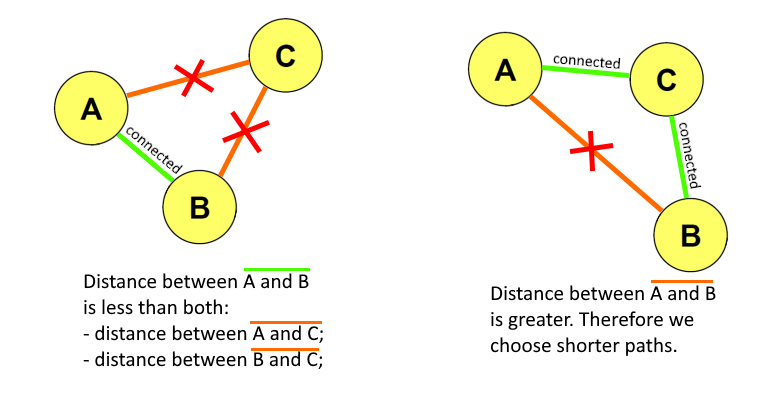 A
C
B
connected
Distance between A and B
is less than both:
- distance between A and C;
- distance between B and C;
A
C
B
connected
connected
Distance between A and B
is greater. Therefore we
choose shorter paths.